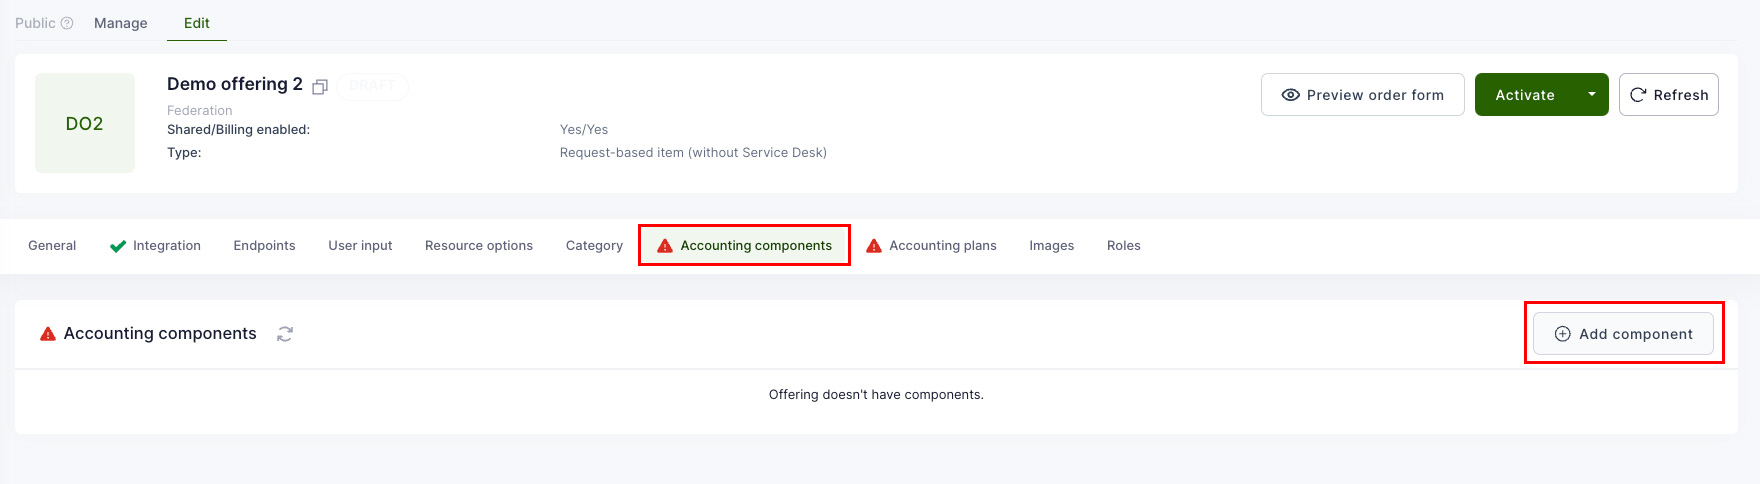 Public Manage Edit
Demo offering 2 DRAFT
Federation
DO2
Shared/Billing enabled: Yes/Yes
Type: Request-based item (without Service Desk)
Preview order form Activate Refresh
General Integration Endpoints User input Resource options Category Accounting components Accounting plans Images Roles
Accounting components Add component
Offering doesn't have components.